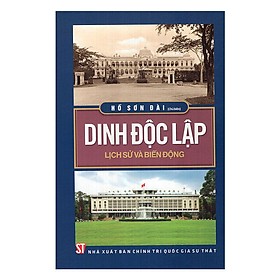 HỒ SƠN ĐÀI (CHỦ BIÊN)
DINH ĐỘC LẬP
LỊCH SỬ VÀ BIẾN ĐỘNG
ST NHÀ XUẤT BẢN CHÍNH TRỊ QUỐC GIA SỰ THẬT